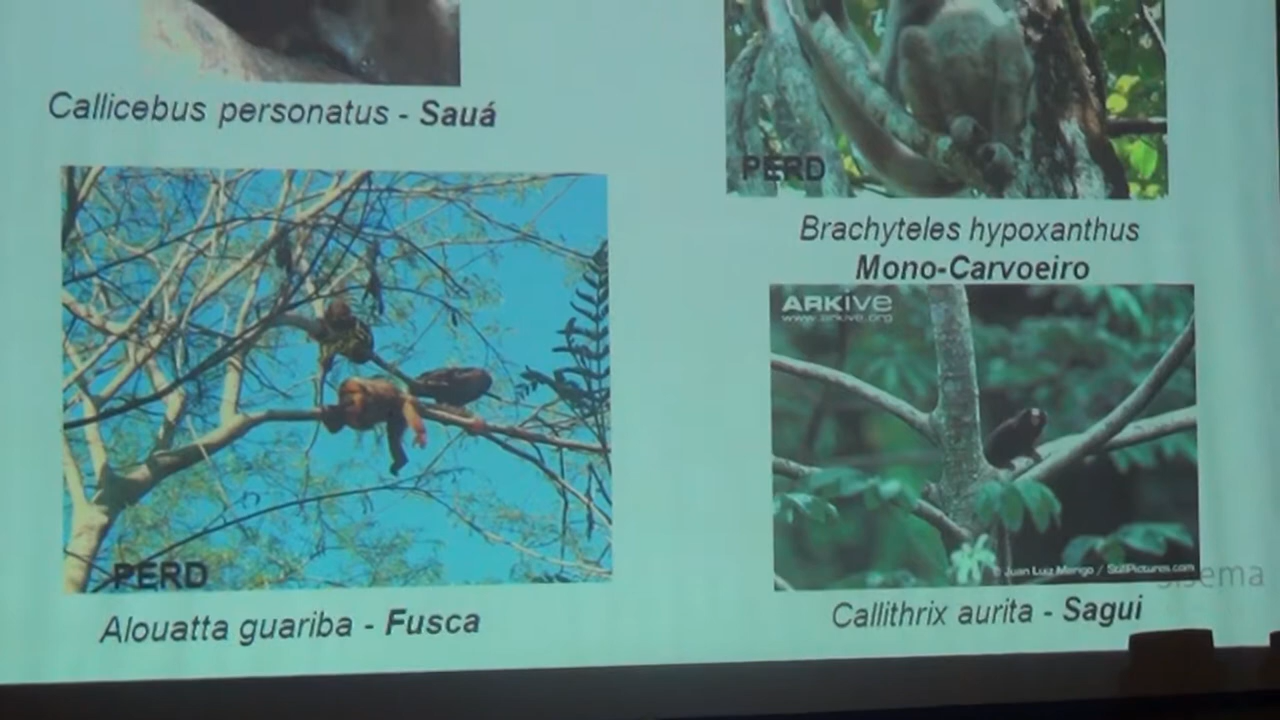 Callicebus personatus - Sauá
PERD
Brachyteles hypoxanthus
Mono-Carvoeiro
PERD
Alouatta guariba - Fusca
ARKive
www.arkive.org
Callithrix aurita - Sagui